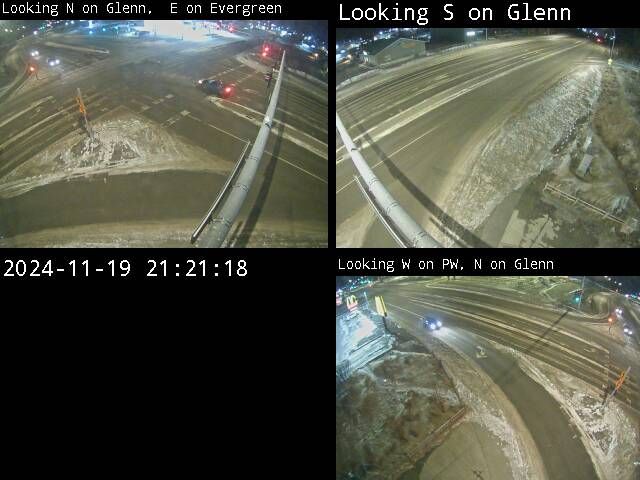 Looking N on Glenn,  E on Evergreen
Looking S on Glenn
2024-11-19 21:21:18
Looking W on PW, N on Glenn